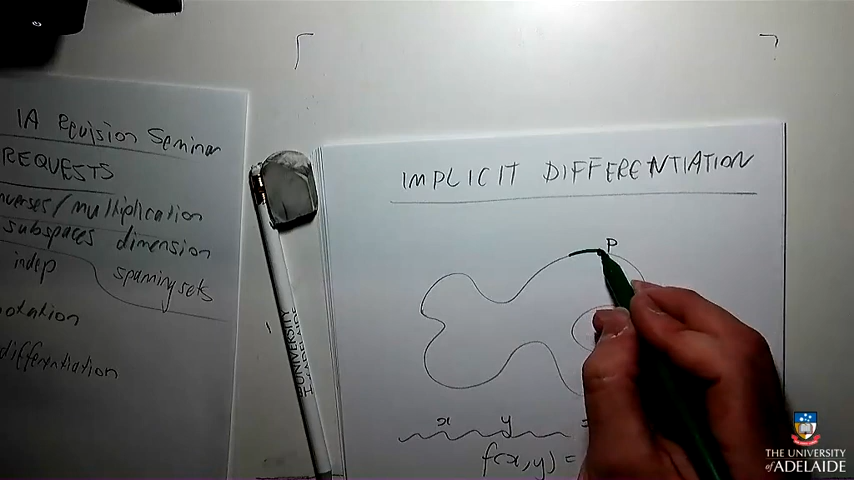 1A Revision Seminar
REQUESTS
nverses/multiplication
subspaces dimension
indep spanning sets
otation
differentiation
UNIVERSITY
IMPLICIT DIFFERENTIATION
P
x y
f(x,y) =
THE UNIVERSITY
of ADELAIDE